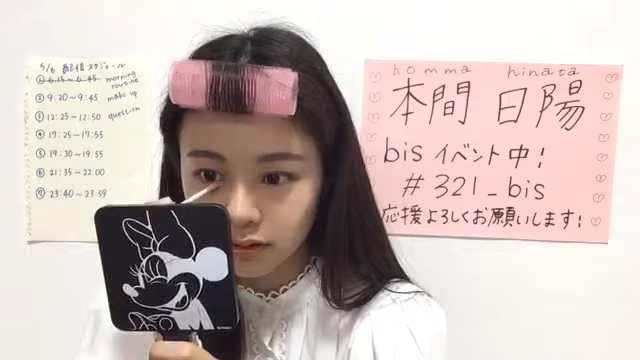 5/6 配信スケジュール
① 6:15～6:45 morning routine
② 9:20～9:45 make up
③ 12:25～12:50 question
④ 17:25～17:55
⑤ 19:30～19:55
⑥ 21:35～22:00
⑦ 23:40～23:59
homma hinata
本間 日陽
bis イベント中!
#321_bis
応援よろしくお願いします!